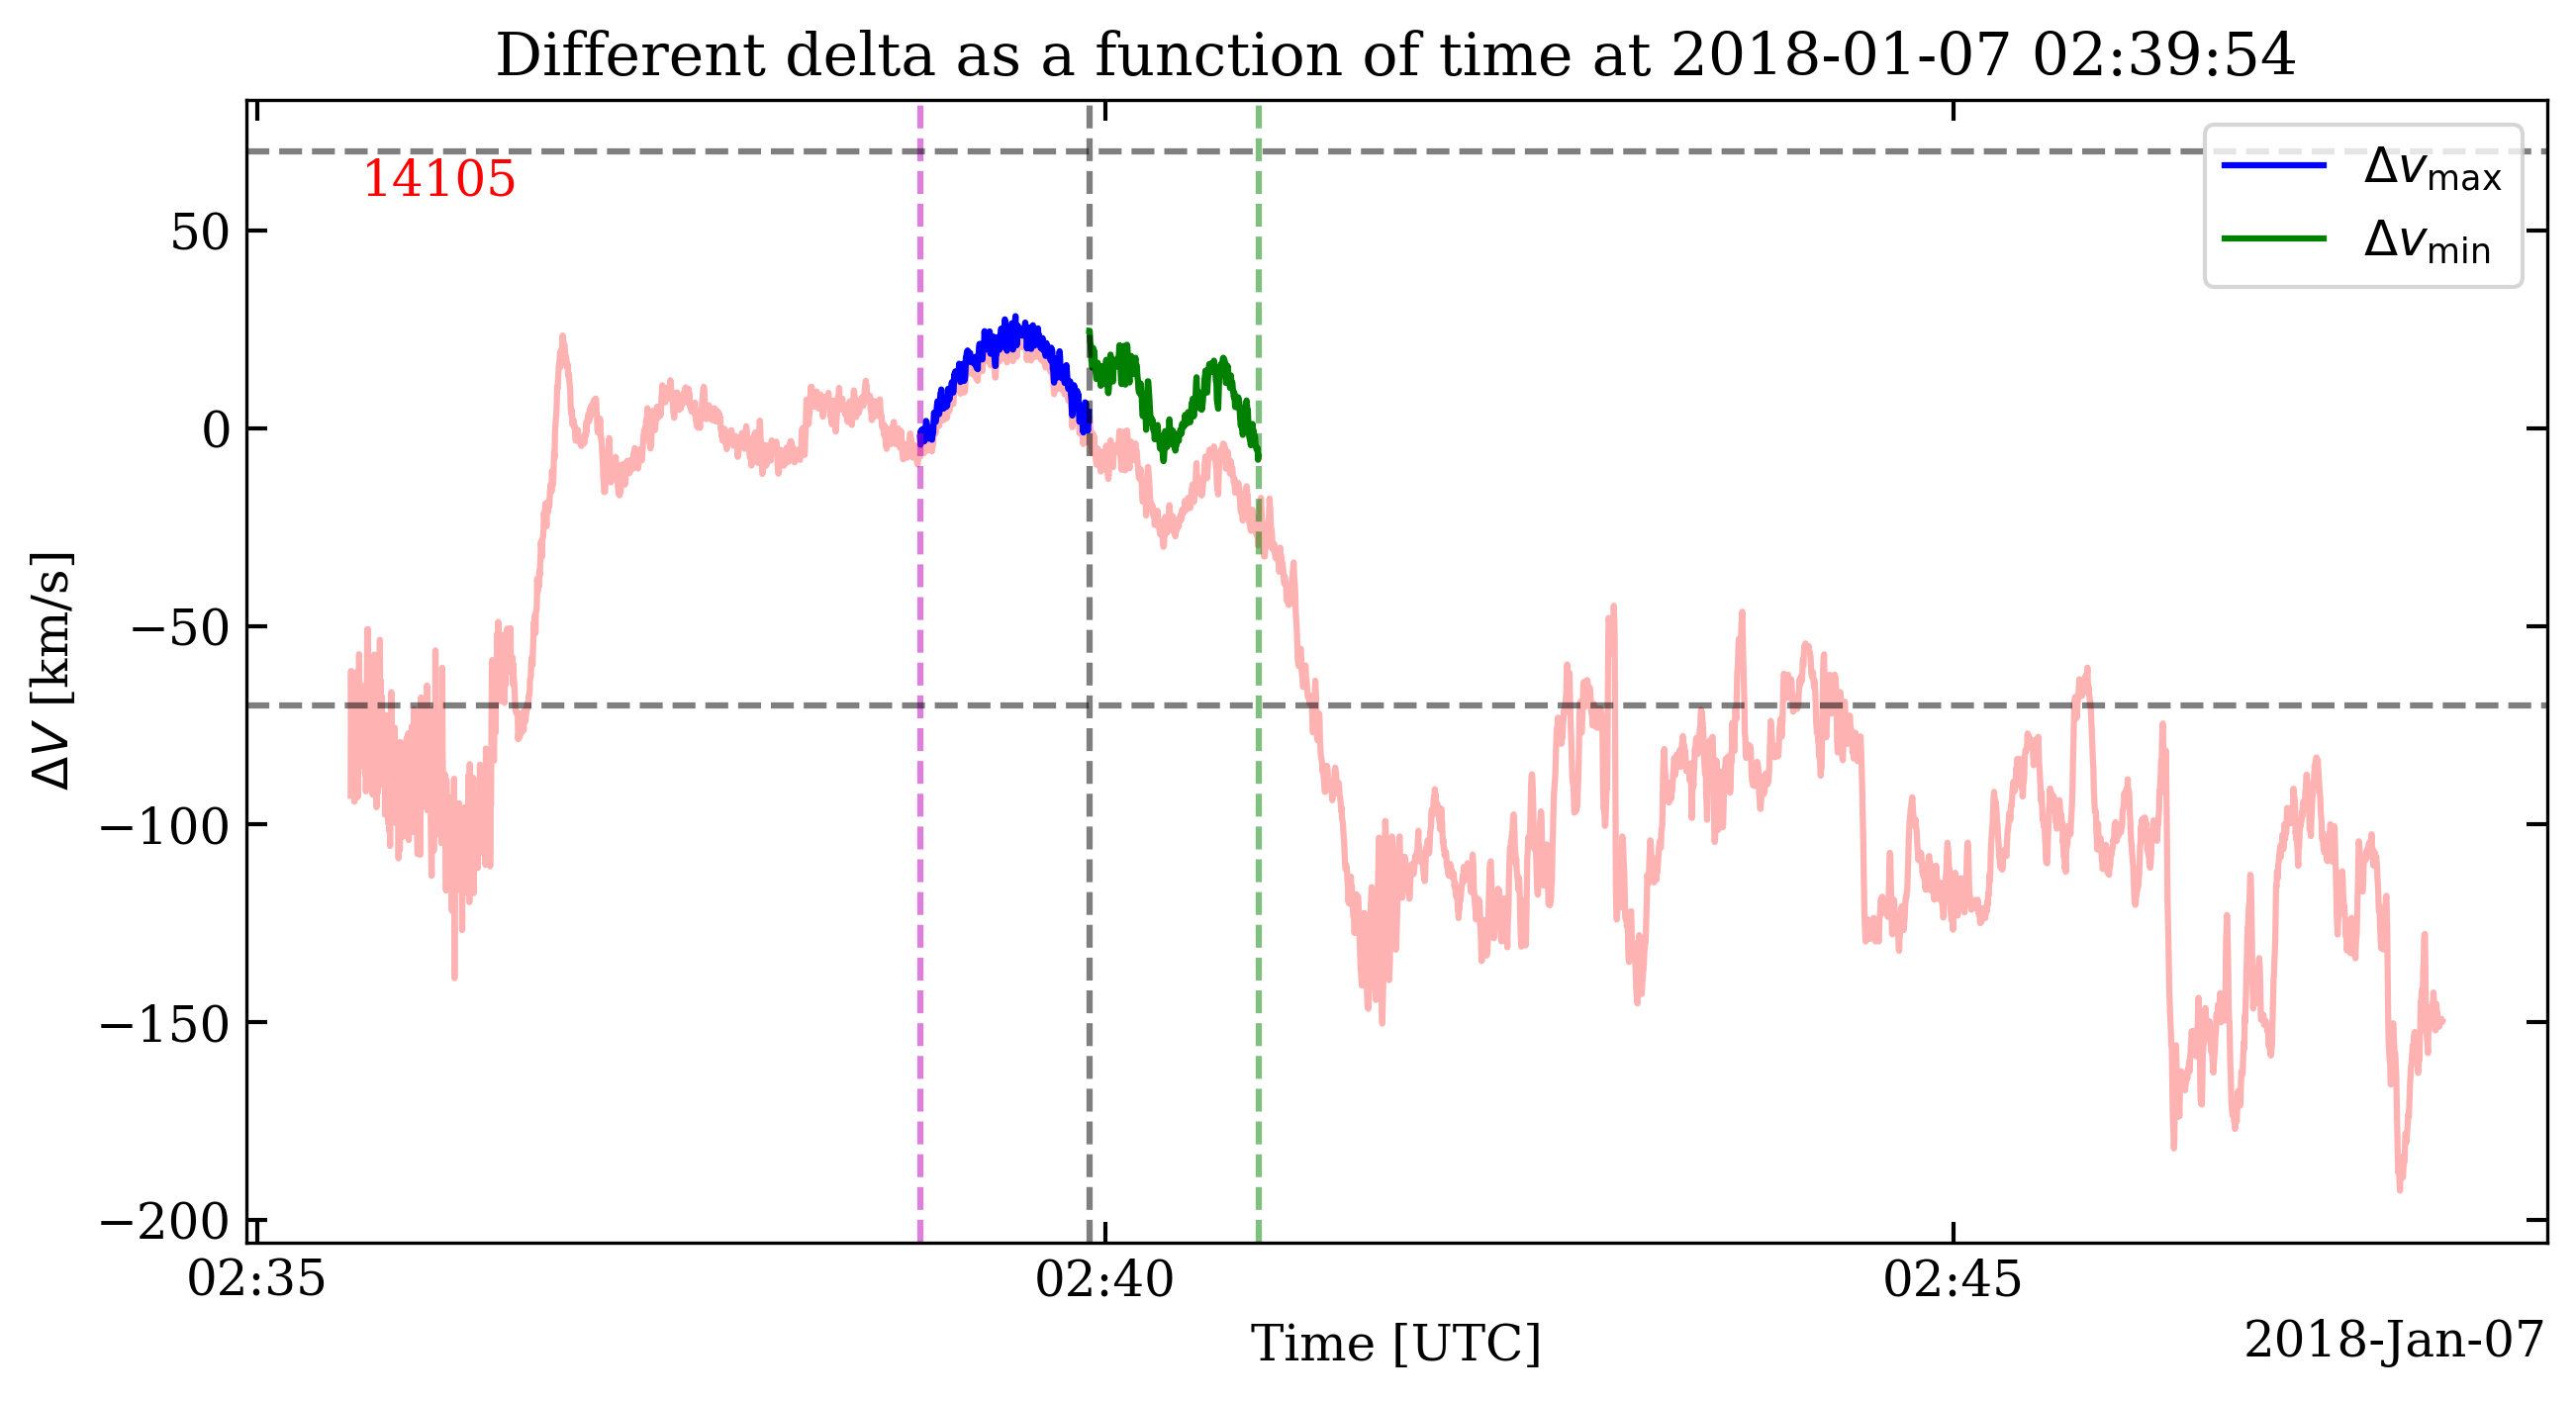 Different delta as a function of time at 2018-01-07 02:39:54
14105
Δv_max
Δv_min
50
0
−50
−100
−150
−200
ΔV [km/s]
02:35
02:40
02:45
Time [UTC]
2018-Jan-07